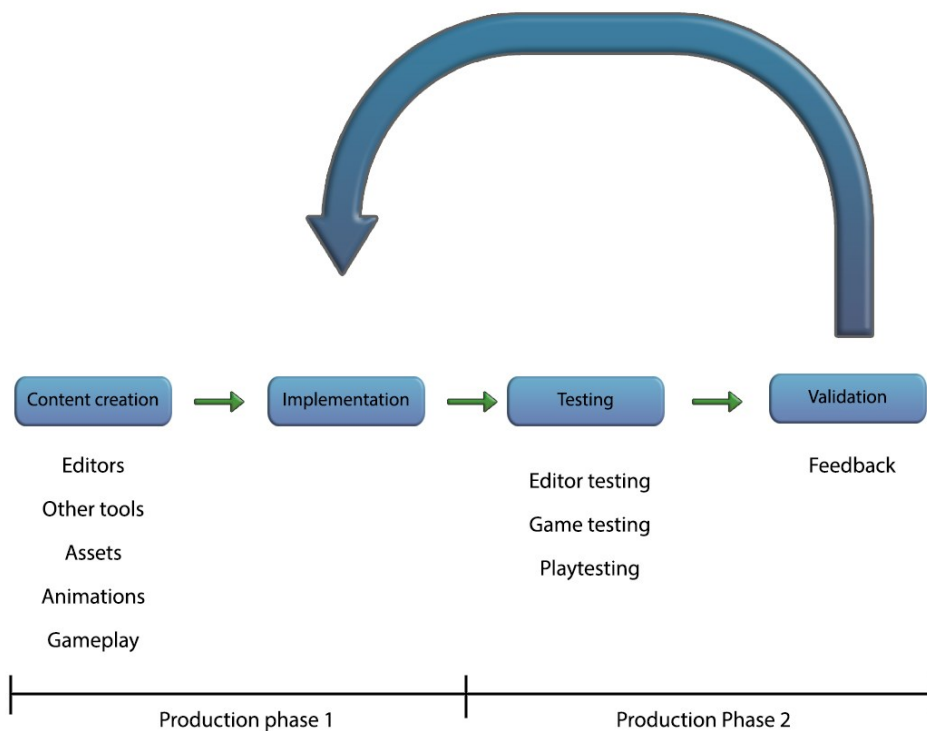 Content creation
Implementation
Testing
Validation
Editors
Other tools
Assets
Animations
Gameplay
Editor testing
Game testing
Playtesting
Feedback
Production phase 1
Production Phase 2